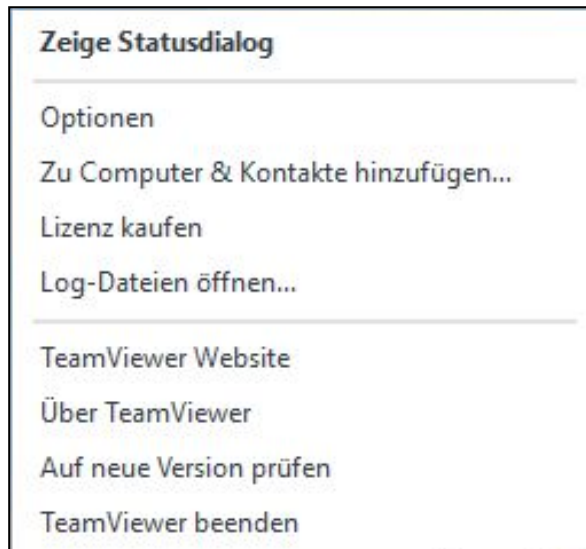 Zeige Statusdialog
Optionen
Zu Computer & Kontakte hinzufügen...
Lizenz kaufen
Log-Dateien öffnen...
TeamViewer Website
Über TeamViewer
Auf neue Version prüfen
TeamViewer beenden